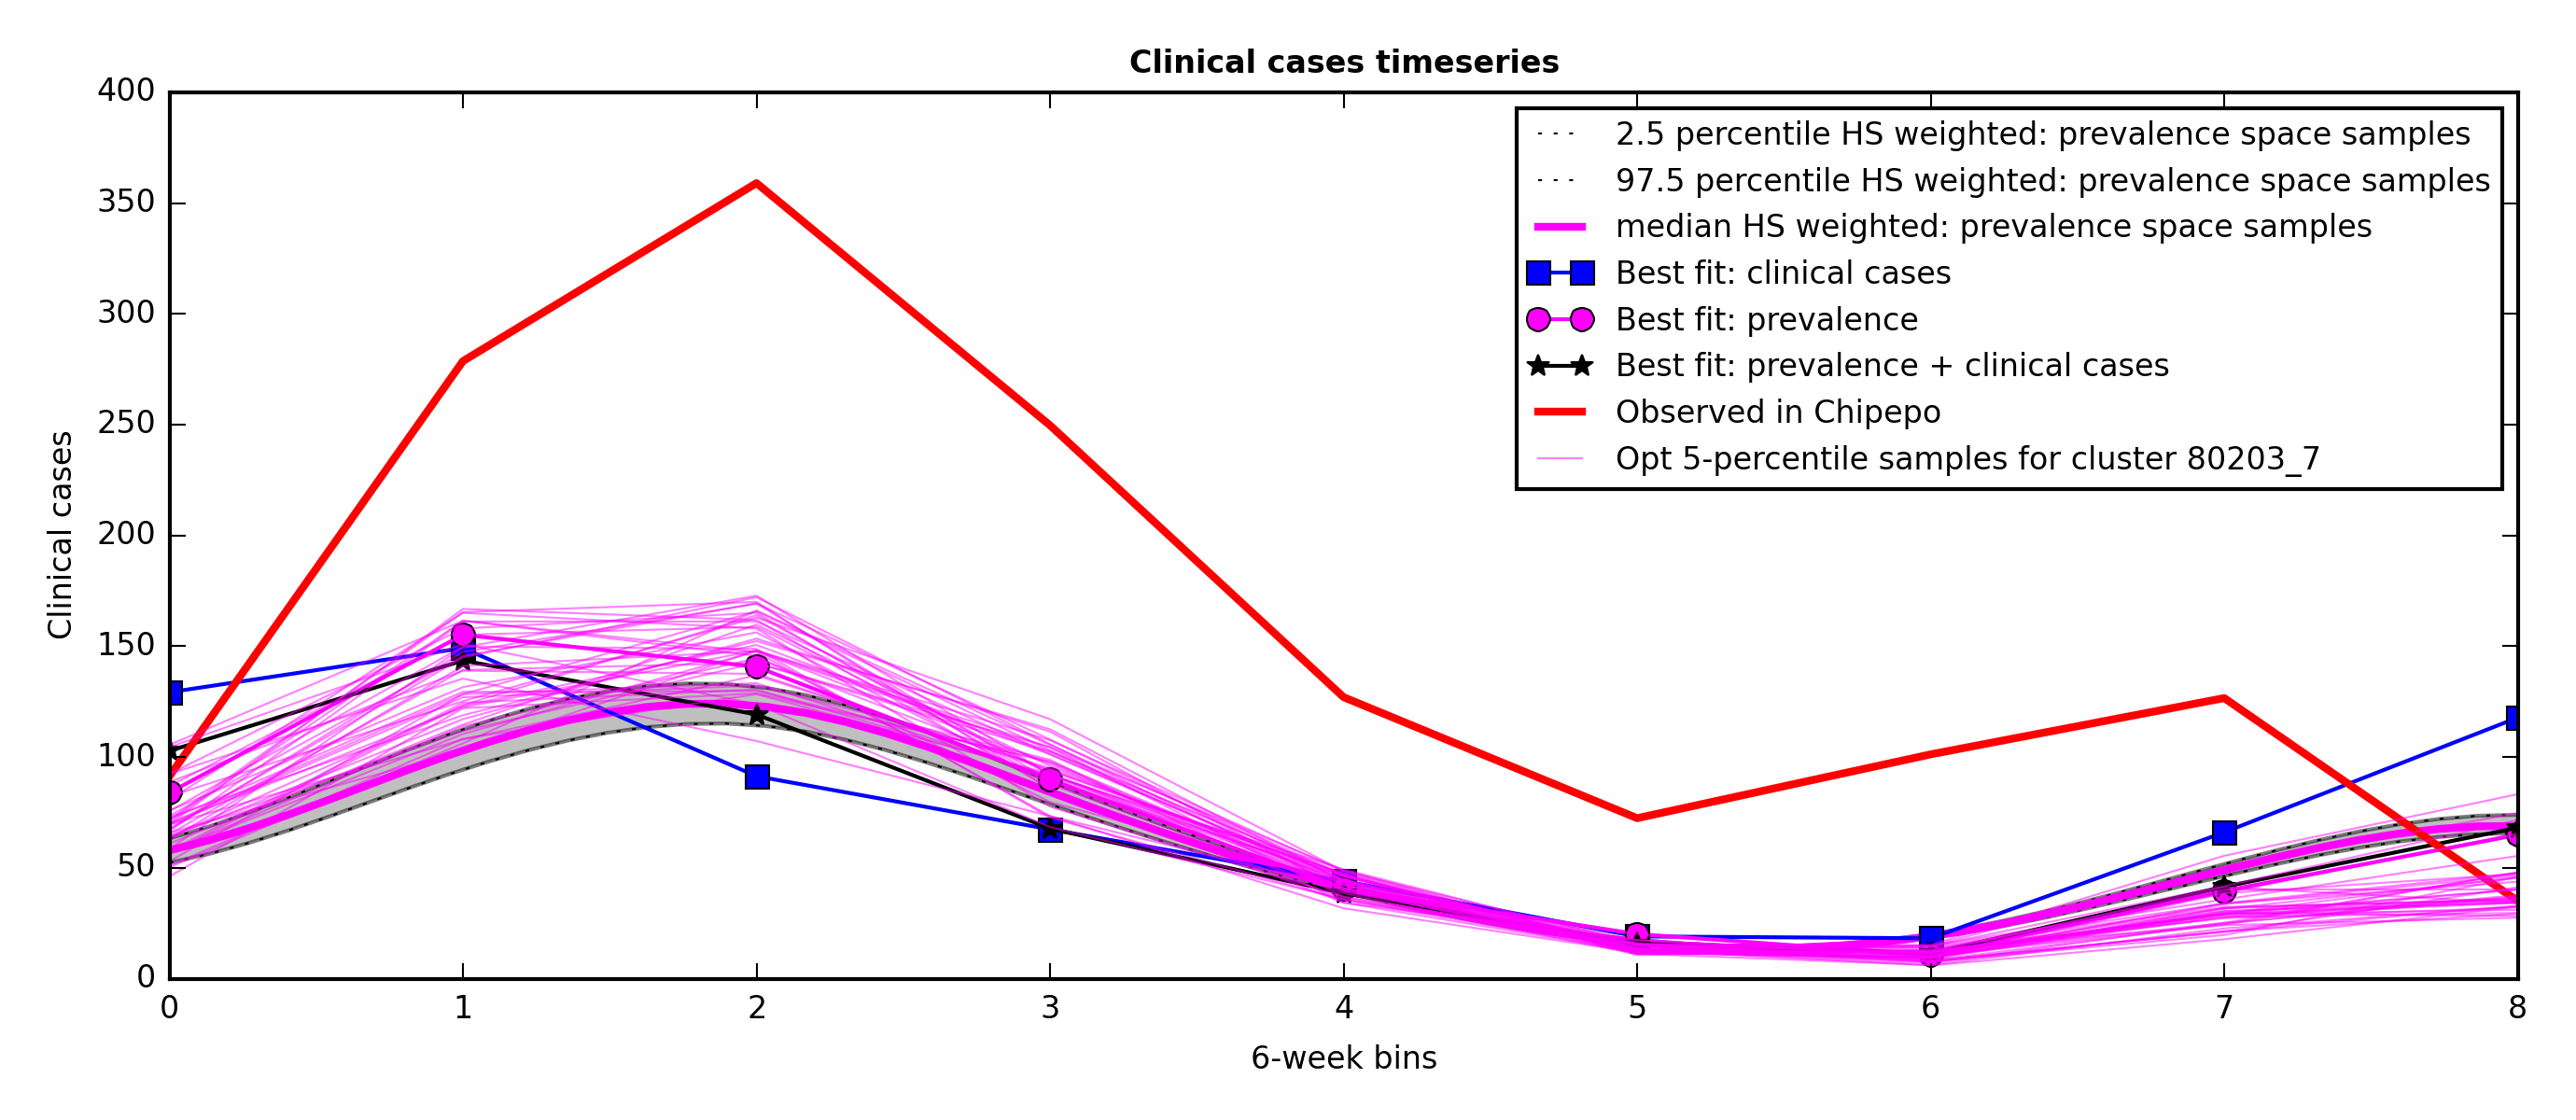 Clinical cases timeseries
400
350
300
250
200
150
100
50
0
Clinical cases
2.5 percentile HS weighted: prevalence space samples
97.5 percentile HS weighted: prevalence space samples
median HS weighted: prevalence space samples
Best fit: clinical cases
Best fit: prevalence
Best fit: prevalence + clinical cases
Observed in Chipepo
Opt 5-percentile samples for cluster 80203_7
0 1 2 3 4 5 6 7 8
6-week bins